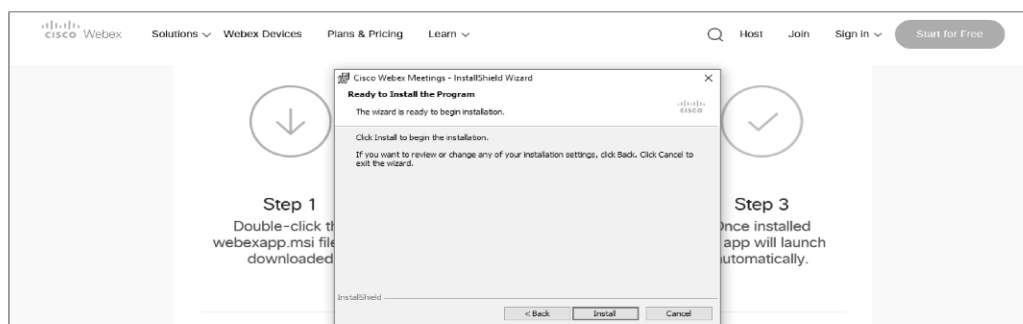 cisco Webex Solutions Webex Devices Plans & Pricing Learn Host Join Sign in Start for Free
Cisco Webex Meetings - InstallShield Wizard
Ready to Install the Program
The wizard is ready to begin installation.
cisco
Click Install to begin the installation.
If you want to review or change any of your installation settings, click Back. Click Cancel to
exit the wizard.
InstallShield
< Back Install Cancel
Step 1
Double-click
webexapp.msi
downloaded
Step 3
Once installed
app will launch
automatically.